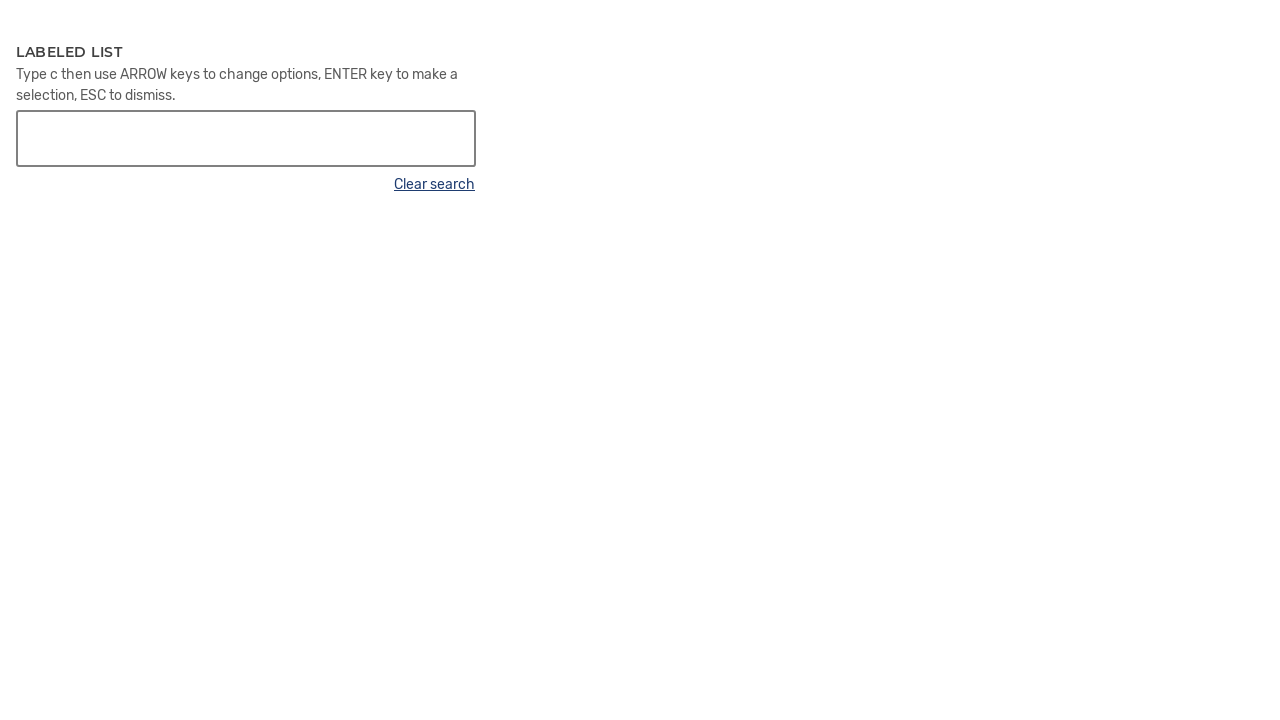 LABELED LIST
Type c then use ARROW keys to change options, ENTER key to make a
selection, ESC to dismiss.
Clear search